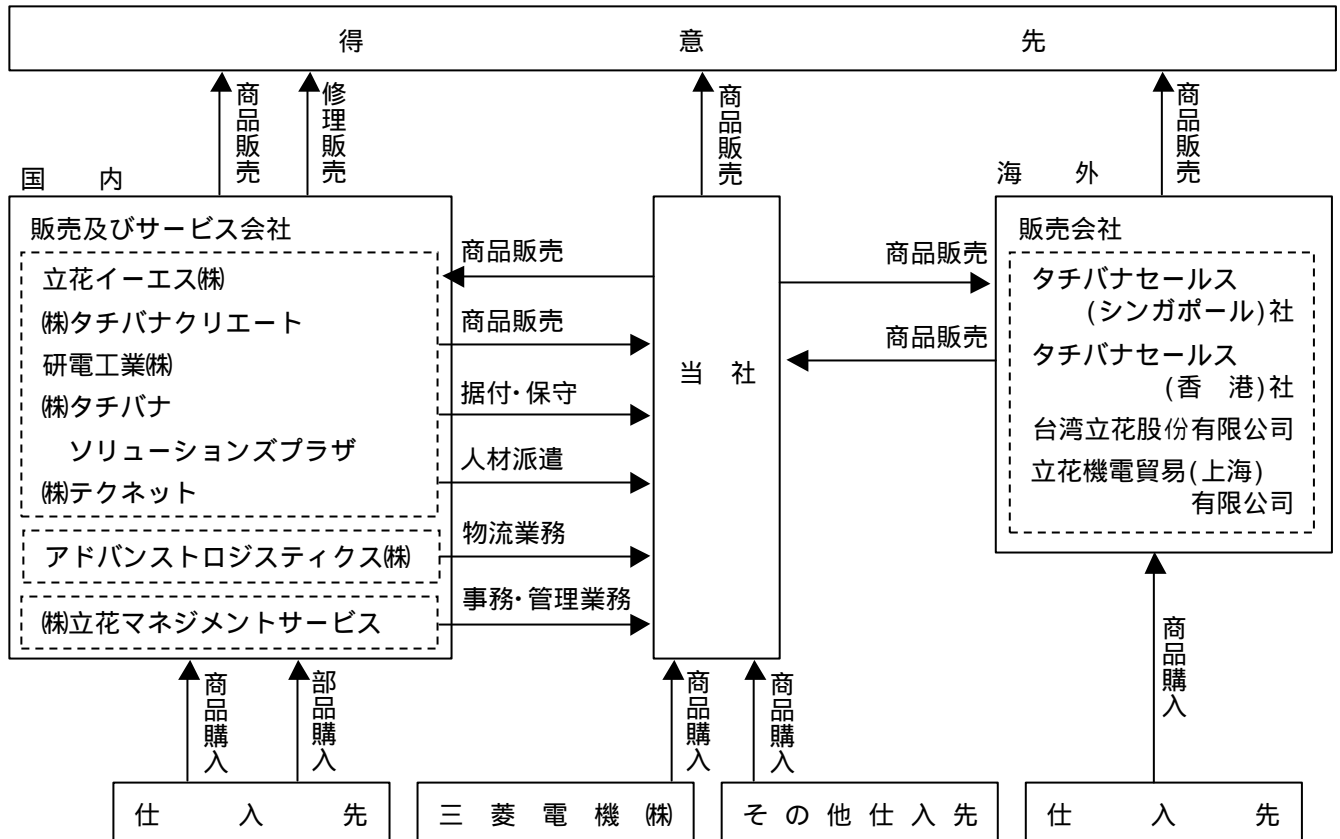 得意先
商品販売
修理販売
商品販売
商品販売
国内
海外
販売及びサービス会社
立花イーエス㈱
㈱タチバナクリエート
研電工業㈱
㈱タチバナ
ソリューションズプラザ
㈱テクネット
アドバンストロジスティクス㈱
㈱立花マネジメントサービス
商品販売
商品販売
据付・保守
人材派遣
物流業務
事務・管理業務
当社
商品販売
商品販売
販売会社
タチバナセールス
(シンガポール)社
タチバナセールス
(香港)社
台湾立花股份有限公司
立花機電貿易(上海)
有限公司
商品購入
部品購入
商品購入
商品購入
商品購入
仕入先
三菱電機㈱
その他仕入先
仕入先